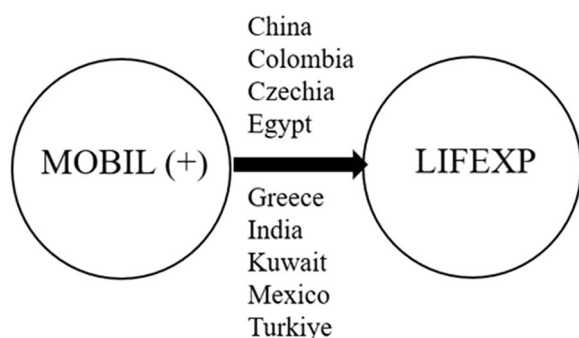 China
Colombia
Czechia
Egypt
MOBIL (+)
LIFEXP
Greece
India
Kuwait
Mexico
Turkiye